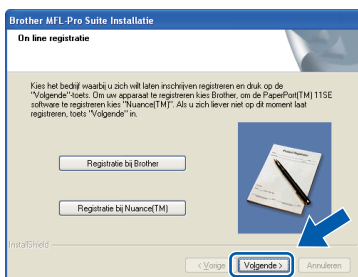 Brother MFL-Pro Suite Installatie
On line registratie
Kies het bedrijf waarbij u zich wilt laten inschrijven registreren en druk op de
"Volgende"-toets. Om uw apparaat te registreren kies Brother, om de PaperPort(TM) 11SE
software te registreren kies "Nuance(TM)". Als u zich liever niet op dit moment laat
registreren, toets "Volgende" in.
Registratie bij Brother
Registratie bij Nuance(TM)
InstallShield
< Vorige
Volgende >
Annuleren